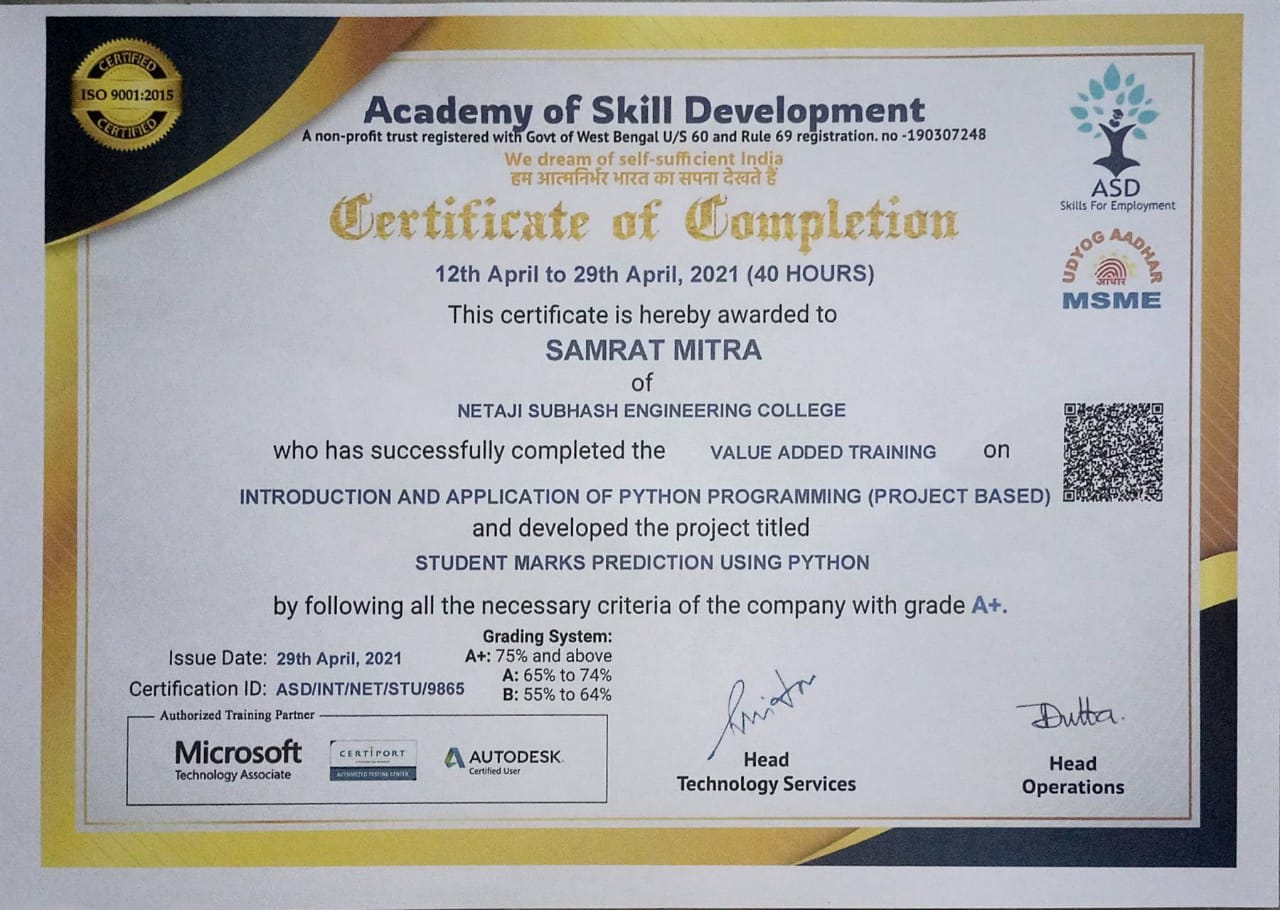 CERTIFIED
ISO 9001:2015
CERTIFIED
Academy of Skill Development
A non-profit trust registered with Govt of West Bengal U/S 60 and Rule 69 registration. no -190307248
We dream of self-sufficient India
हम आत्मनिर्भर भारत का सपना देखते हैं
Certificate of Completion
ASD
Skills For Employment
UDYOG AADHAR
आधार
MSME
12th April to 29th April, 2021 (40 HOURS)
This certificate is hereby awarded to
SAMRAT MITRA
of
NETAJI SUBHASH ENGINEERING COLLEGE
who has successfully completed the VALUE ADDED TRAINING on
INTRODUCTION AND APPLICATION OF PYTHON PROGRAMMING (PROJECT BASED)
and developed the project titled
STUDENT MARKS PREDICTION USING PYTHON
by following all the necessary criteria of the company with grade A+.
Issue Date: 29th April, 2021
Certification ID: ASD/INT/NET/STU/9865
Grading System:
A+: 75% and above
A: 65% to 74%
B: 55% to 64%
Authorized Training Partner
Microsoft
Technology Associate
CERTIPORT
AUTHORIZED TESTING CENTER
AUTODESK.
Certified User
Head
Technology Services
Dutta.
Head
Operations